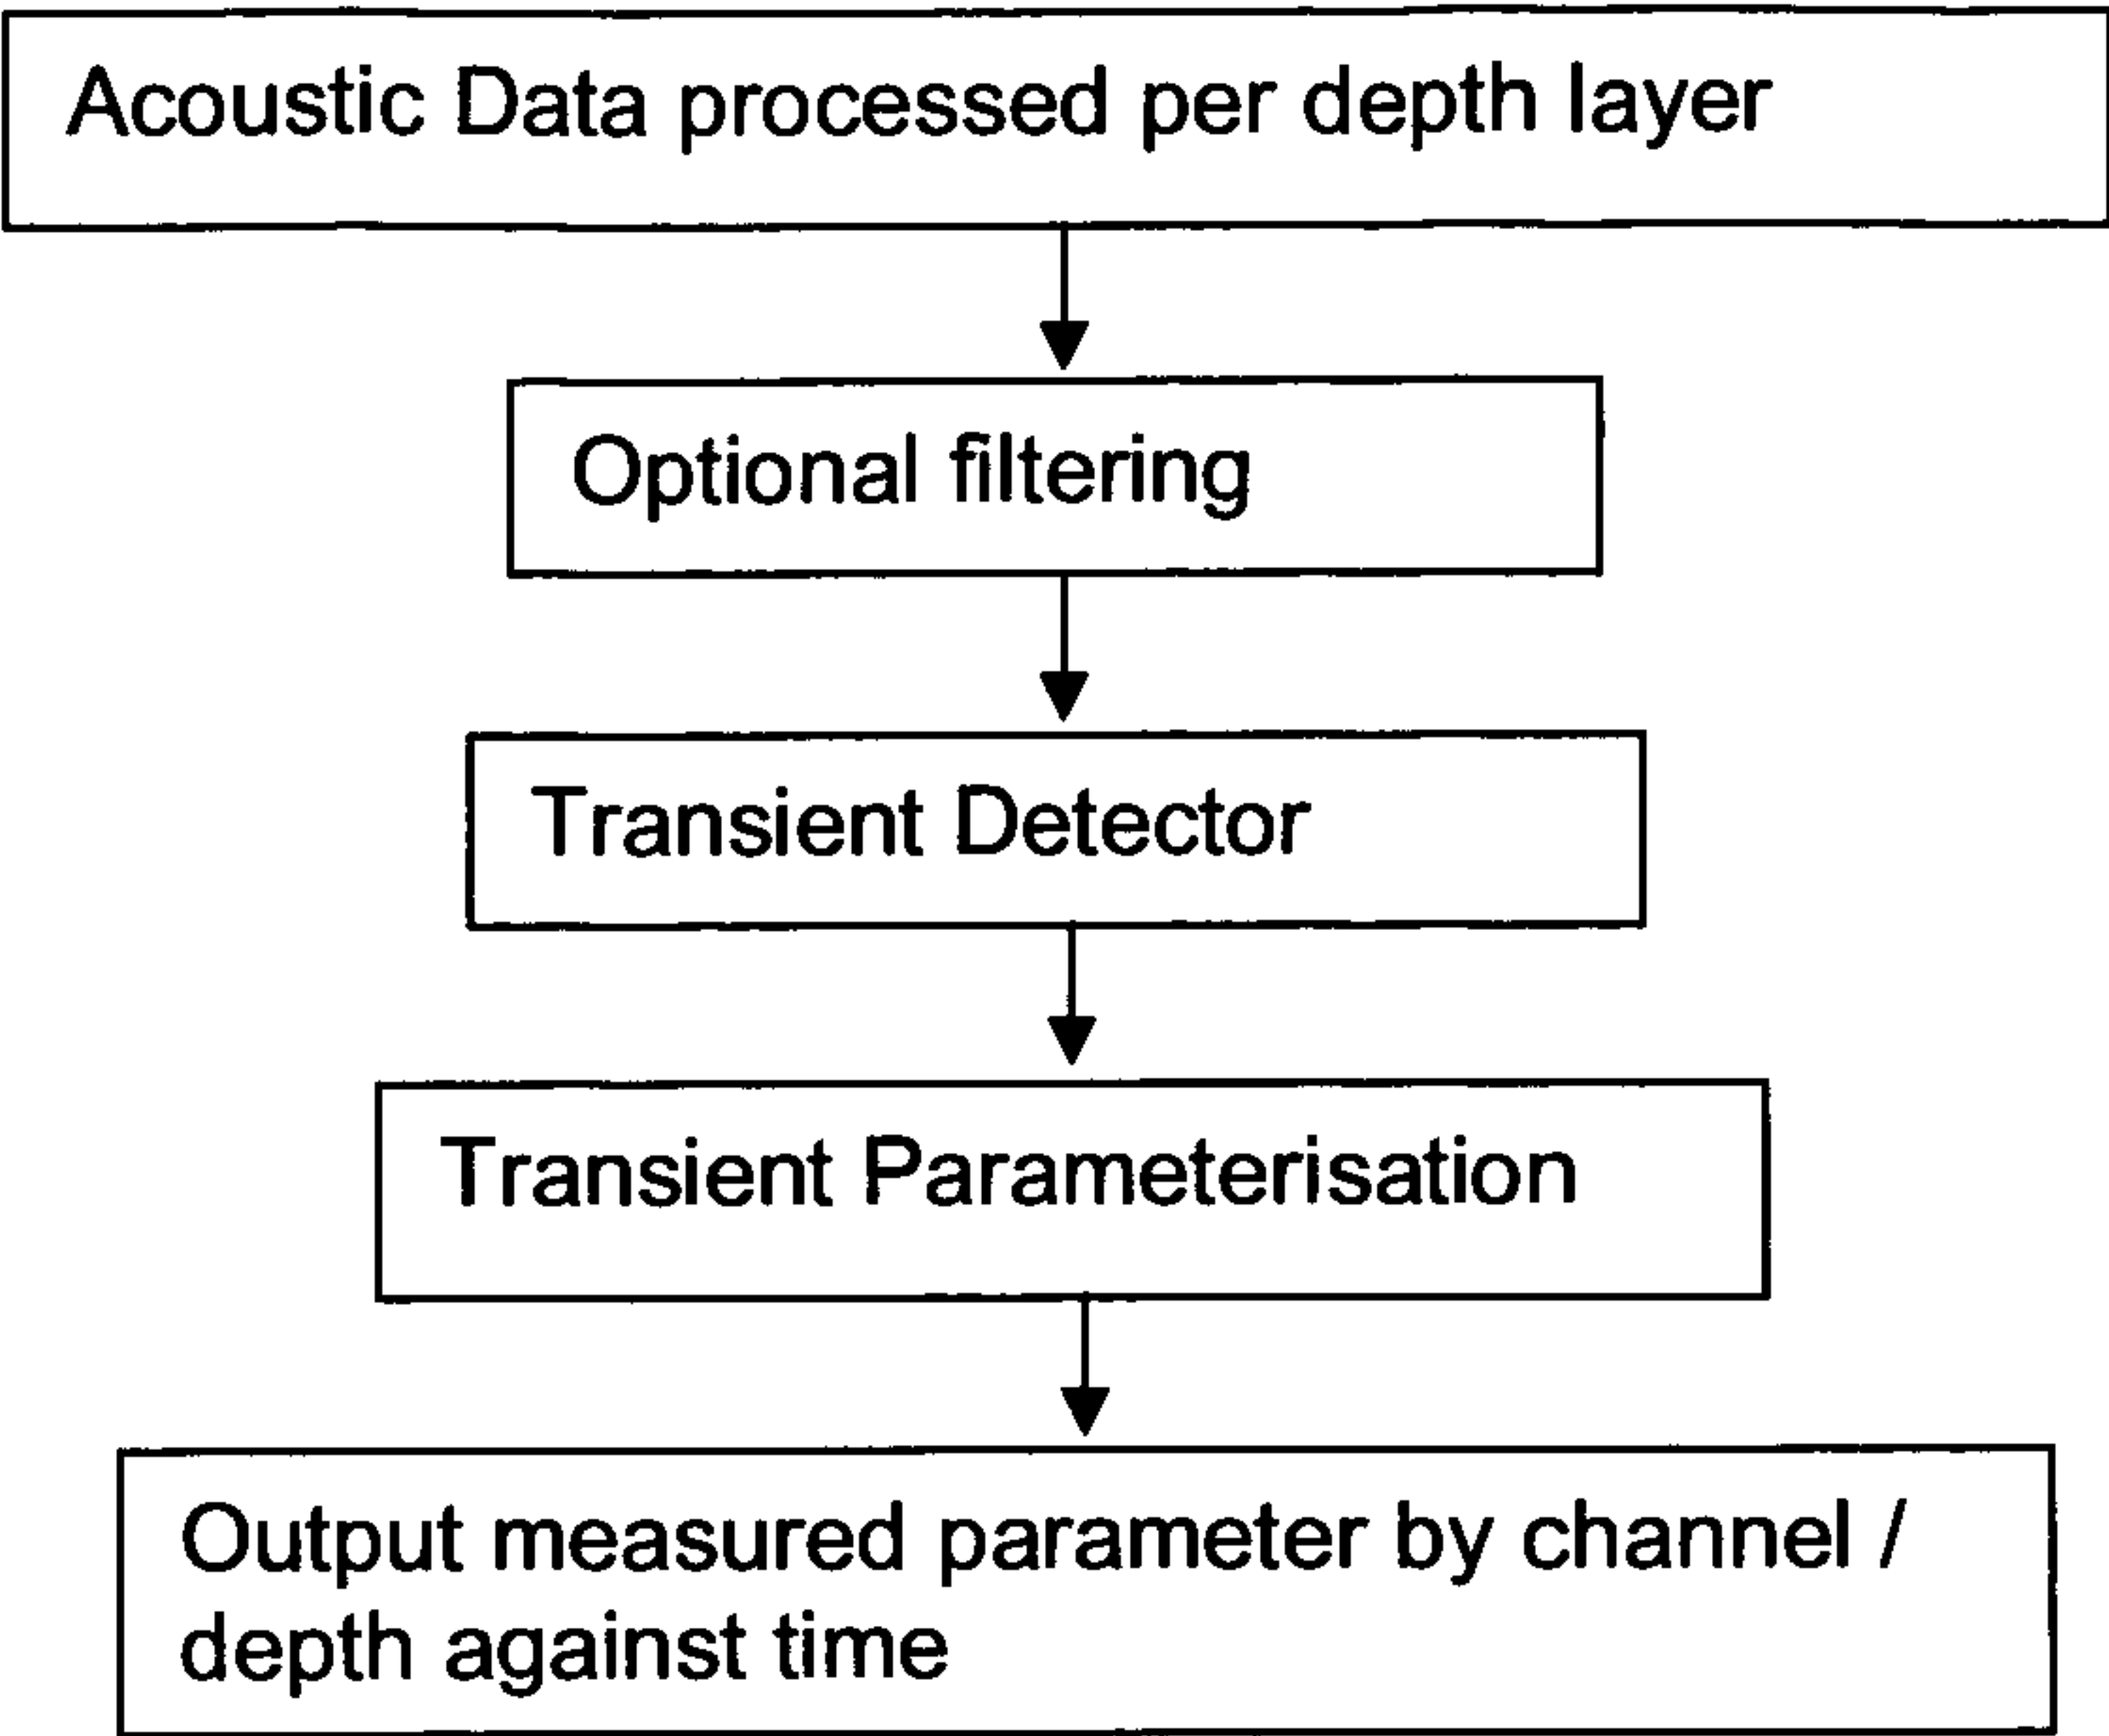 Acoustic Data processed per depth layer
Optional filtering
Transient Detector
Transient Parameterisation
Output measured parameter by channel /
depth against time